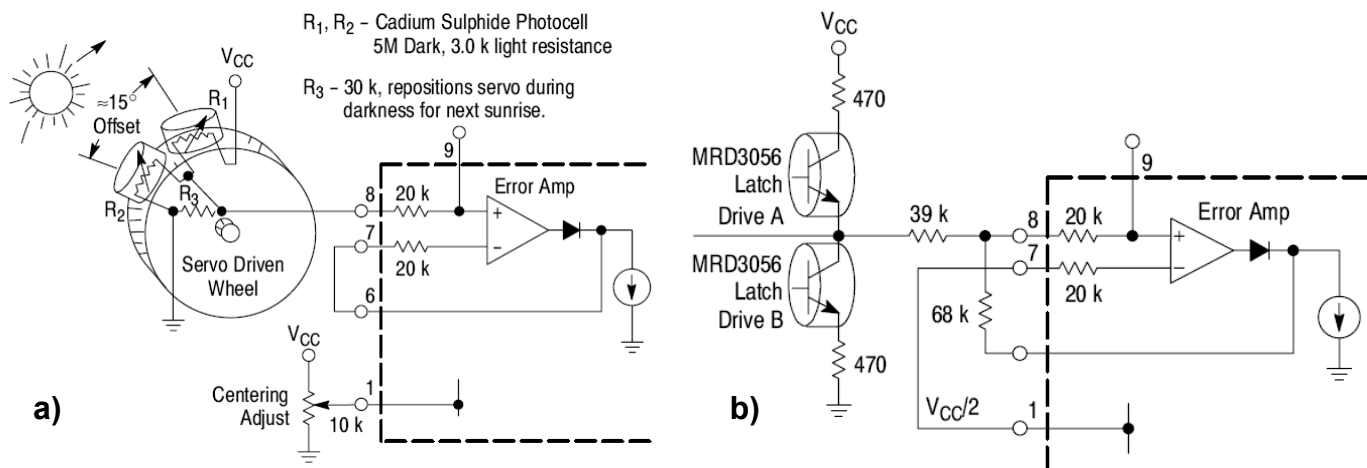 R1, R2 – Cadium Sulphide Photocell
5M Dark, 3.0 k light resistance
R3 – 30 k, repositions servo during
darkness for next sunrise.
VCC
≈15°
Offset
R1
R2
R3
Servo Driven
Wheel
9
8
20 k
Error Amp
+
7
20 k
–
6
VCC
Centering
Adjust
10 k
1
a)
VCC
470
MRD3056
Latch
Drive A
MRD3056
Latch
Drive B
470
39 k
9
8
20 k
Error Amp
+
7
20 k
–
68 k
VCC/2
1
b)